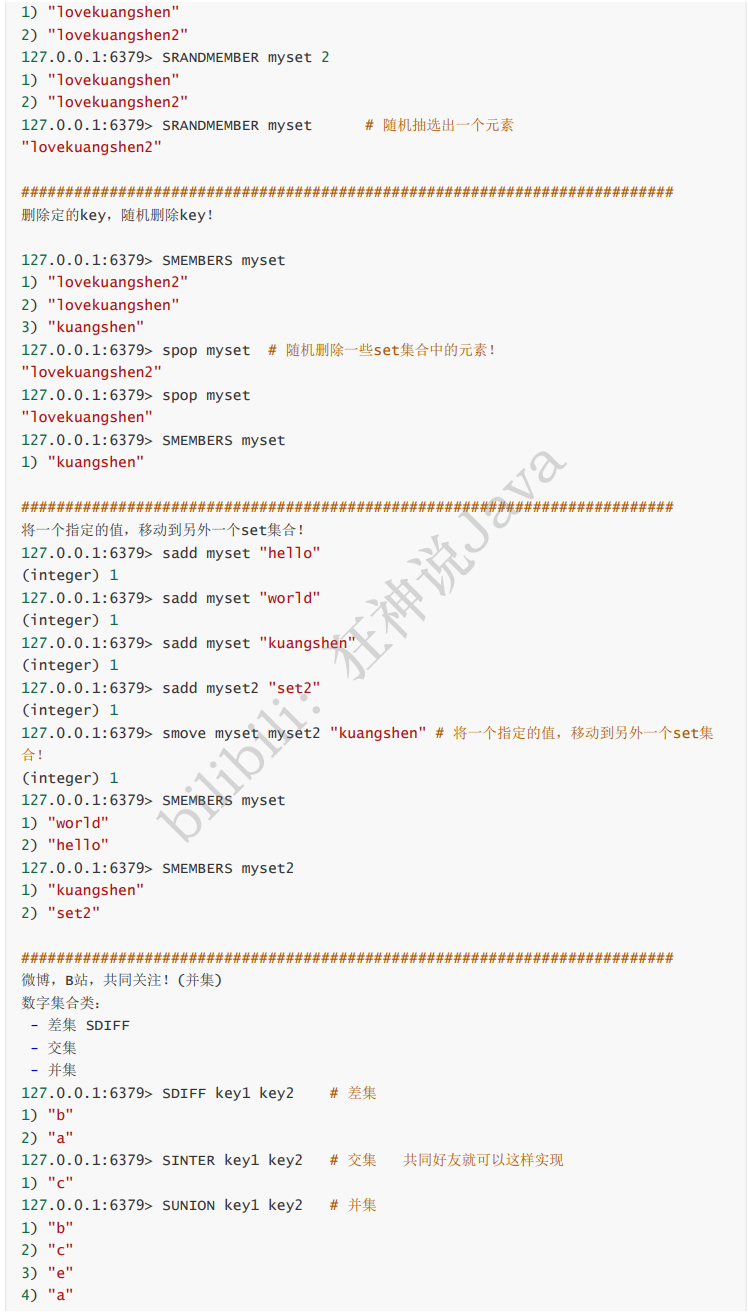 1) "lovekuangshen"
2) "lovekuangshen2"
127.0.0.1:6379> SRANDMEMBER myset 2
1) "lovekuangshen"
2) "lovekuangshen2"
127.0.0.1:6379> SRANDMEMBER myset      # 随机抽选出一个元素
"lovekuangshen2"
##########################################################################
删除定的key，随机删除key！
127.0.0.1:6379> SMEMBERS myset
1) "lovekuangshen2"
2) "lovekuangshen"
3) "kuangshen"
127.0.0.1:6379> spop myset  # 随机删除一些set集合中的元素！
"lovekuangshen2"
127.0.0.1:6379> spop myset
"lovekuangshen"
127.0.0.1:6379> SMEMBERS myset
1) "kuangshen"
##########################################################################
将一个指定的值，移动到另外一个set集合！
127.0.0.1:6379> sadd myset "hello"
(integer) 1
127.0.0.1:6379> sadd myset "world"
(integer) 1
127.0.0.1:6379> sadd myset "kuangshen"
(integer) 1
127.0.0.1:6379> sadd myset2 "set2"
(integer) 1
127.0.0.1:6379> smove myset myset2 "kuangshen" # 将一个指定的值，移动到另外一个set集
合！
(integer) 1
127.0.0.1:6379> SMEMBERS myset
1) "world"
2) "hello"
127.0.0.1:6379> SMEMBERS myset2
1) "kuangshen"
2) "set2"
##########################################################################
微博，B站，共同关注！(并集)
数字集合类：
- 差集 SDIFF
- 交集
- 并集
127.0.0.1:6379> SDIFF key1 key2    # 差集
1) "b"
2) "a"
127.0.0.1:6379> SINTER key1 key2   # 交集   共同好友就可以这样实现
1) "c"
127.0.0.1:6379> SUNION key1 key2   # 并集
1) "b"
2) "c"
3) "e"
4) "a"
bilibili：狂神说Java